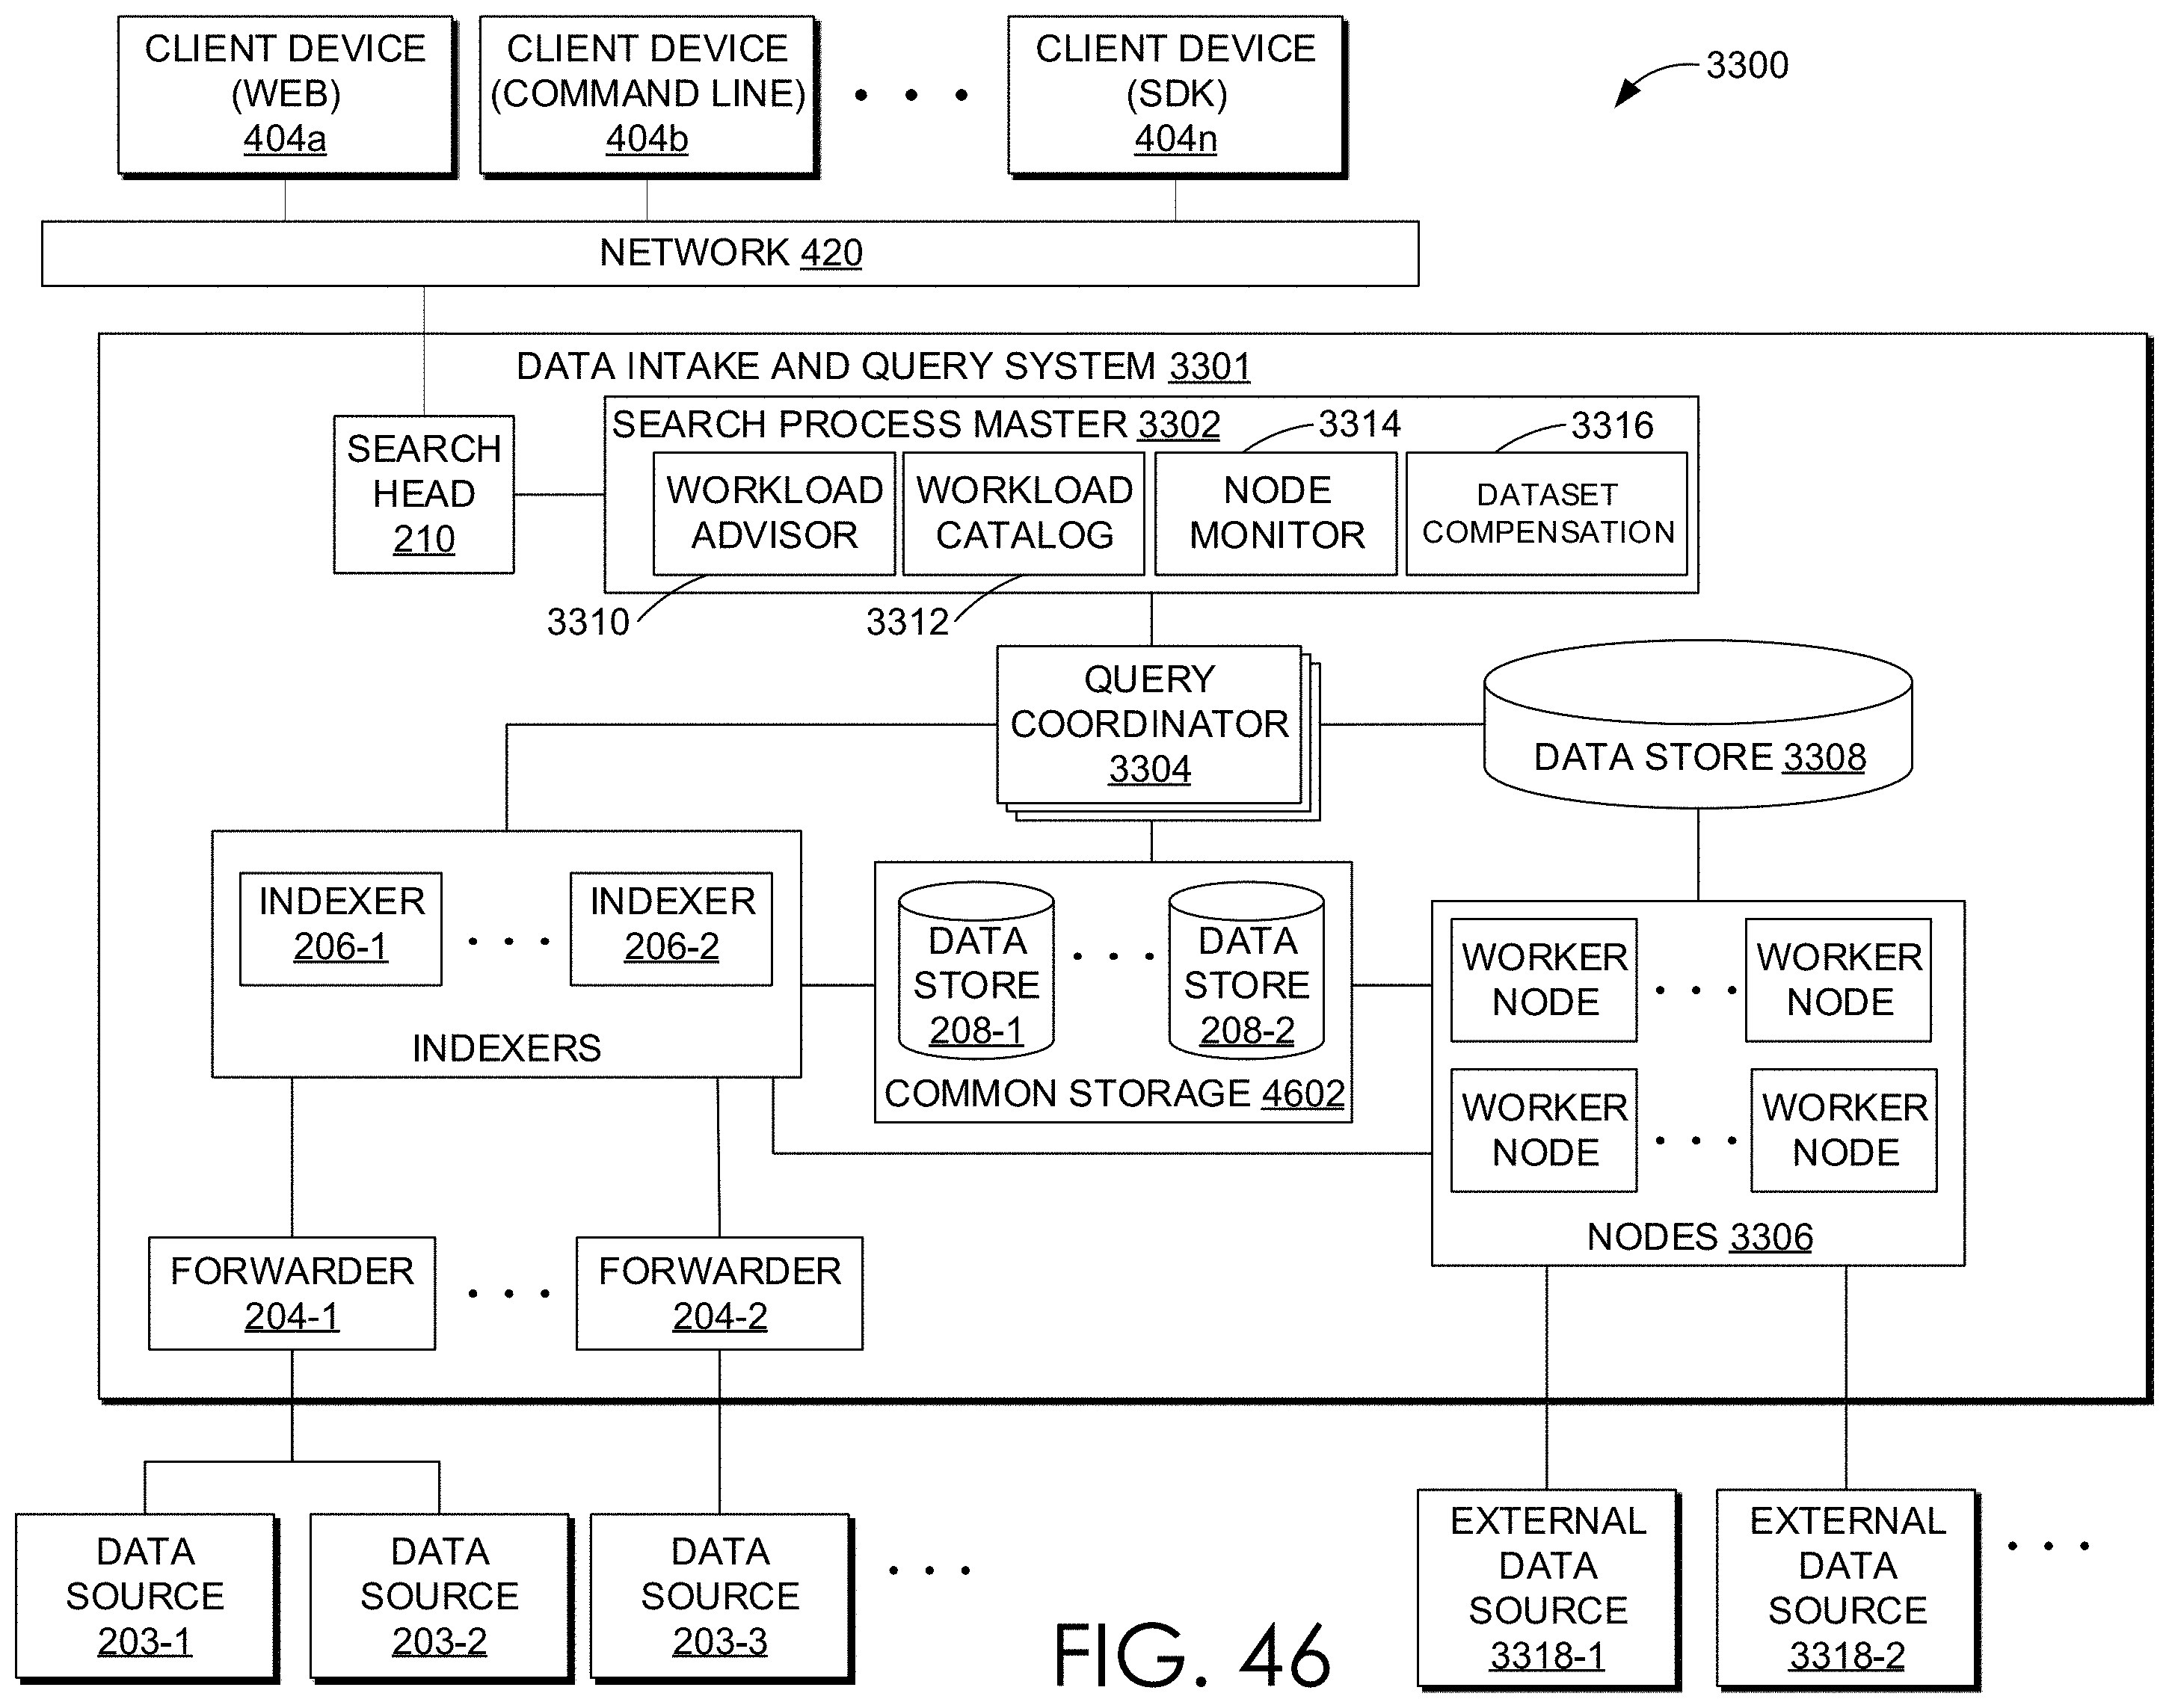 CLIENT DEVICE
(WEB)
404a
CLIENT DEVICE
(COMMAND LINE)
404b
CLIENT DEVICE
(SDK)
404n
3300
NETWORK 420
DATA INTAKE AND QUERY SYSTEM 3301
SEARCH
HEAD
210
SEARCH PROCESS MASTER 3302
3314
3316
WORKLOAD
ADVISOR
WORKLOAD
CATALOG
NODE
MONITOR
DATASET
COMPENSATION
3310
3312
QUERY
COORDINATOR
3304
DATA STORE 3308
INDEXER
206-1
INDEXER
206-2
INDEXERS
DATA
STORE
208-1
DATA
STORE
208-2
COMMON STORAGE 4602
WORKER
NODE
WORKER
NODE
WORKER
NODE
WORKER
NODE
NODES 3306
FORWARDER
204-1
FORWARDER
204-2
DATA
SOURCE
203-1
DATA
SOURCE
203-2
DATA
SOURCE
203-3
EXTERNAL
DATA
SOURCE
3318-1
EXTERNAL
DATA
SOURCE
3318-2
FIG. 46